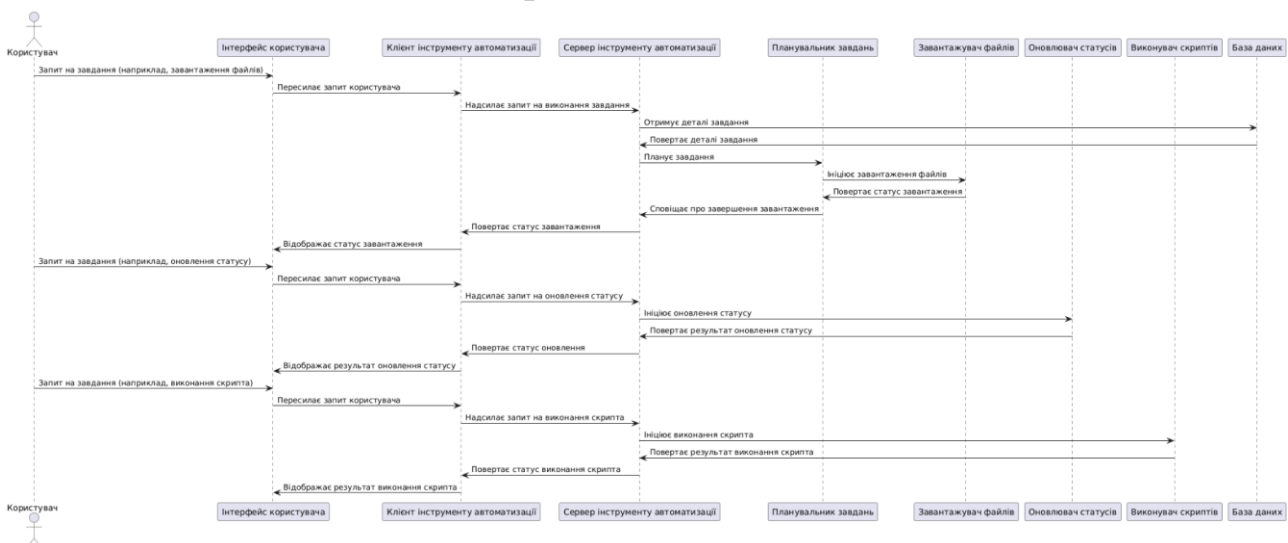 Користувач
Інтерфейс користувача
Клієнт інструменту автоматизації
Сервер інструменту автоматизації
Планувальник завдань
Завантажувач файлів
Оновлювач статусів
Виконувач скриптів
База даних
Запит на завдання (наприклад, завантаження файлів)
Пересилає запит користувача
Надсилає запит на виконання завдання
Отримує деталі завдання
Повертає деталі завдання
Планує завдання
Ініціює завантаження файлів
Повертає статус завантаження
Сповіщає про завершення завантаження
Повертає статус завантаження
Відображає статус завантаження
Запит на завдання (наприклад, оновлення статусу)
Пересилає запит користувача
Надсилає запит на оновлення статусу
Ініціює оновлення статусу
Повертає результат оновлення статусу
Повертає статус оновлення
Відображає результат оновлення статусу
Запит на завдання (наприклад, виконання скрипта)
Пересилає запит користувача
Надсилає запит на виконання скрипта
Ініціює виконання скрипта
Повертає результат виконання скрипта
Повертає статус виконання скрипта
Відображає результат виконання скрипта
Користувач
Інтерфейс користувача
Клієнт інструменту автоматизації
Сервер інструменту автоматизації
Планувальник завдань
Завантажувач файлів
Оновлювач статусів
Виконувач скриптів
База даних